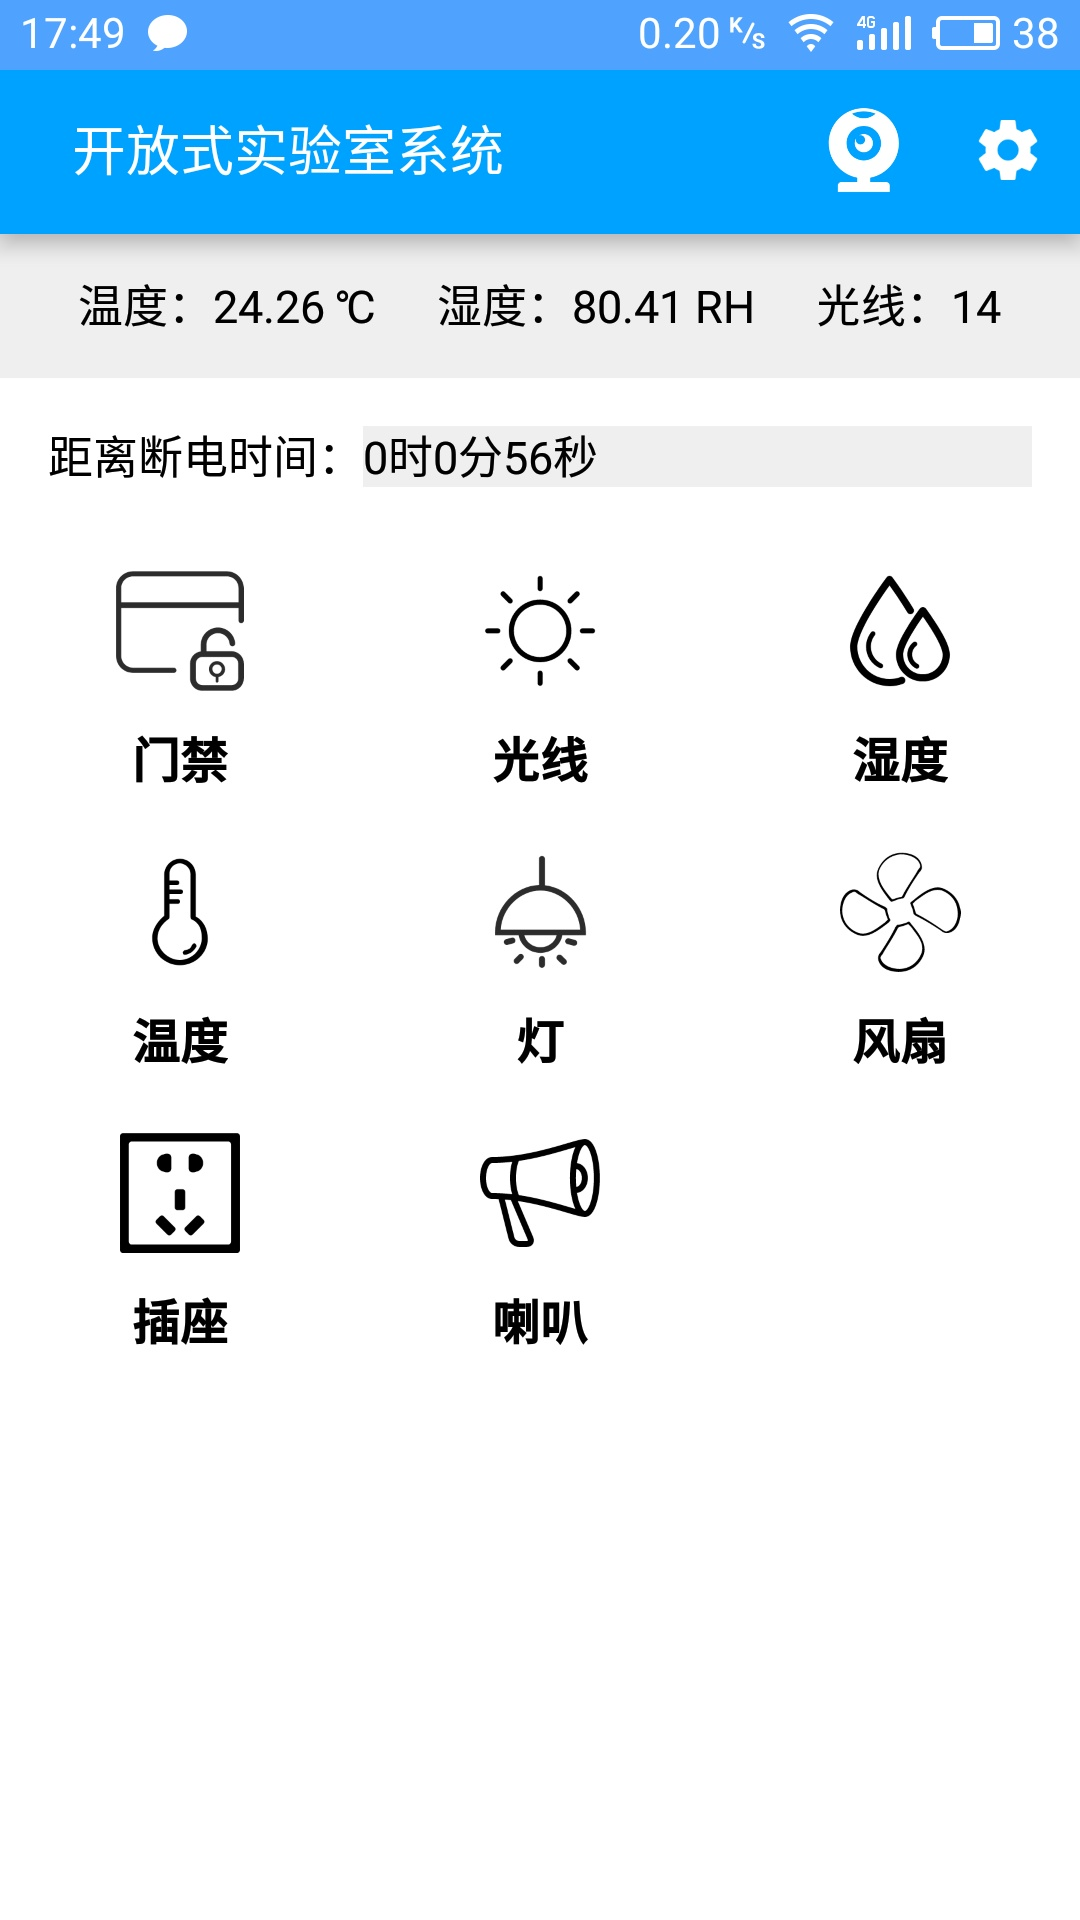 17:49 0.20 K/s 4G 38
开放式实验室系统
温度：24.26 ℃ 湿度：80.41 RH 光线：14
距离断电时间：0时0分56秒
门禁 光线 湿度
温度 灯 风扇
插座 喇叭